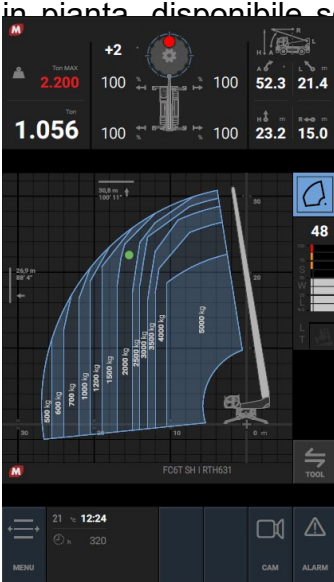 in pianta, disponibile
M
Ton MAX
2.200
Ton
1.056
+2 °
% 100
% 100
% 100
% 100
A ° L m
52.3 21.4
H m R m
23.2 15.0
30,8 m
100' 11"
26,9 m
88' 4"
30
20
500 kg
600 kg
700 kg
1000 kg
1200 kg
1500 kg
2000 kg
2500 kg
3000 kg
3500 kg
4000 kg
5000 kg
30 10 0 m
48
S
W
L
L
T
M FC6T SH I RTH631
TOOL
21 °c 12:24
h 320
MENU
CAM
ALARM